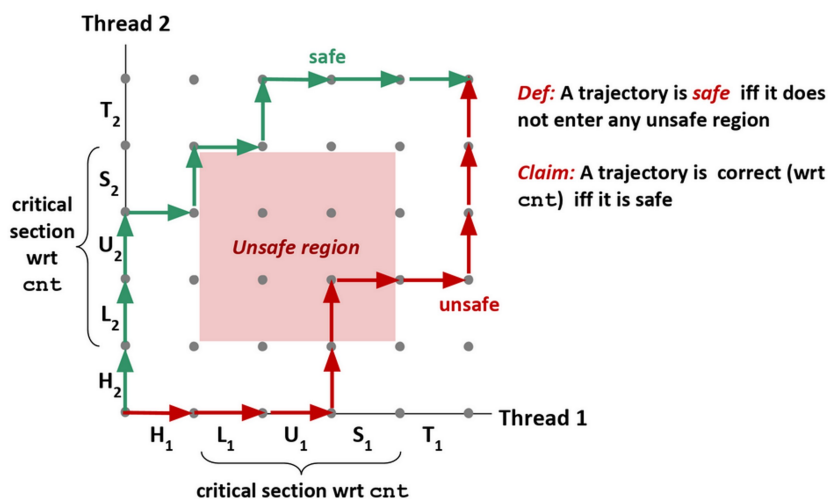 Thread 2
safe
T2
Def: A trajectory is safe iff it does
not enter any unsafe region
S2
Claim: A trajectory is correct (wrt
cnt) iff it is safe
critical
section
wrt
cnt
U2
Unsafe region
L2
unsafe
H2
Thread 1
H1 L1 U1 S1 T1
critical section wrt cnt